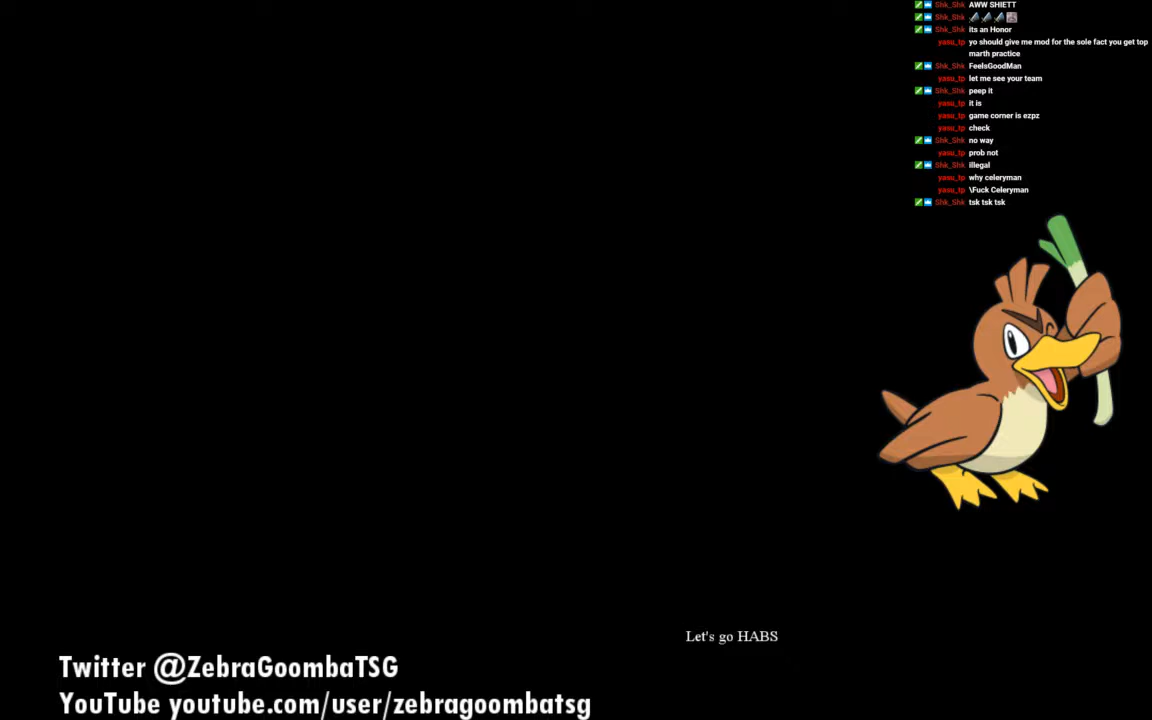 Shk_Shk AWW SHIETT
Shk_Shk
Shk_Shk its an Honor
yasu_tp yo should give me mod for the sole fact you get top
marth practice
Shk_Shk FeelsGoodMan
yasu_tp let me see your team
Shk_Shk peep it
yasu_tp it is
yasu_tp game corner is ezpz
yasu_tp check
Shk_Shk no way
yasu_tp prob not
Shk_Shk illegal
yasu_tp why celeryman
yasu_tp \Fuck Celeryman
Shk_Shk tsk tsk tsk
Let's go HABS
Twitter @ZebraGoombaTSG
YouTube youtube.com/user/zebragoombatsg